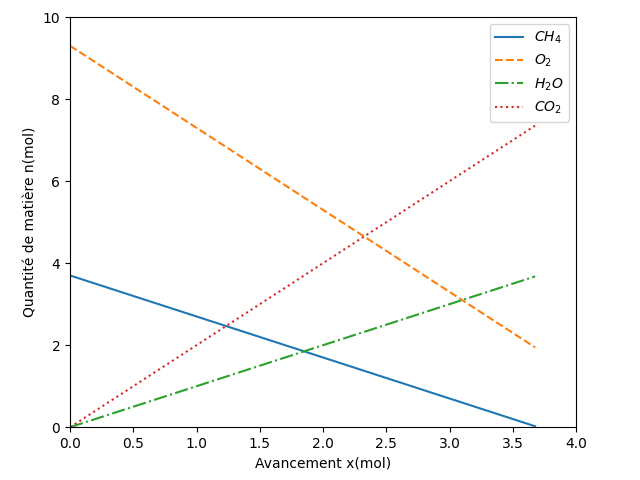 10
8
6
4
2
0
Quantité de matière n(mol)
CH₄
O₂
H₂O
CO₂
0.0 0.5 1.0 1.5 2.0 2.5 3.0 3.5 4.0
Avancement x(mol)